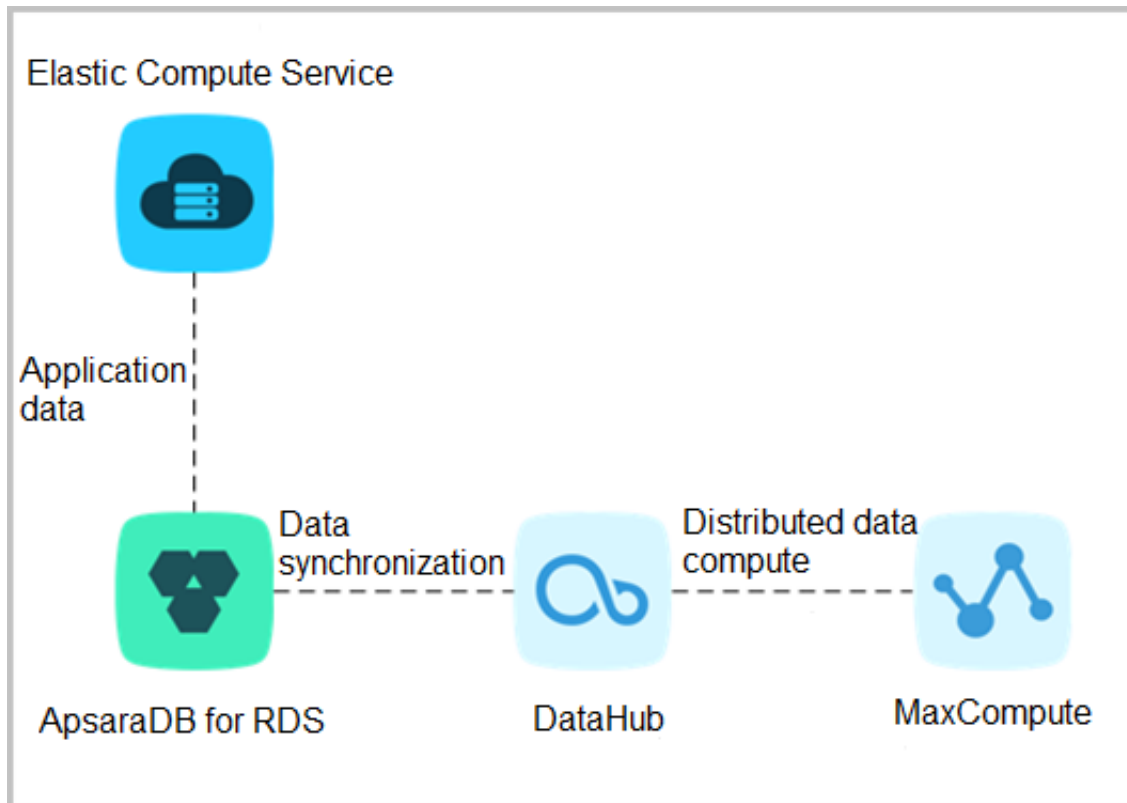 Elastic Compute Service
Application
data
Data
synchronization
Distributed data
compute
ApsaraDB for RDS
DataHub
MaxCompute